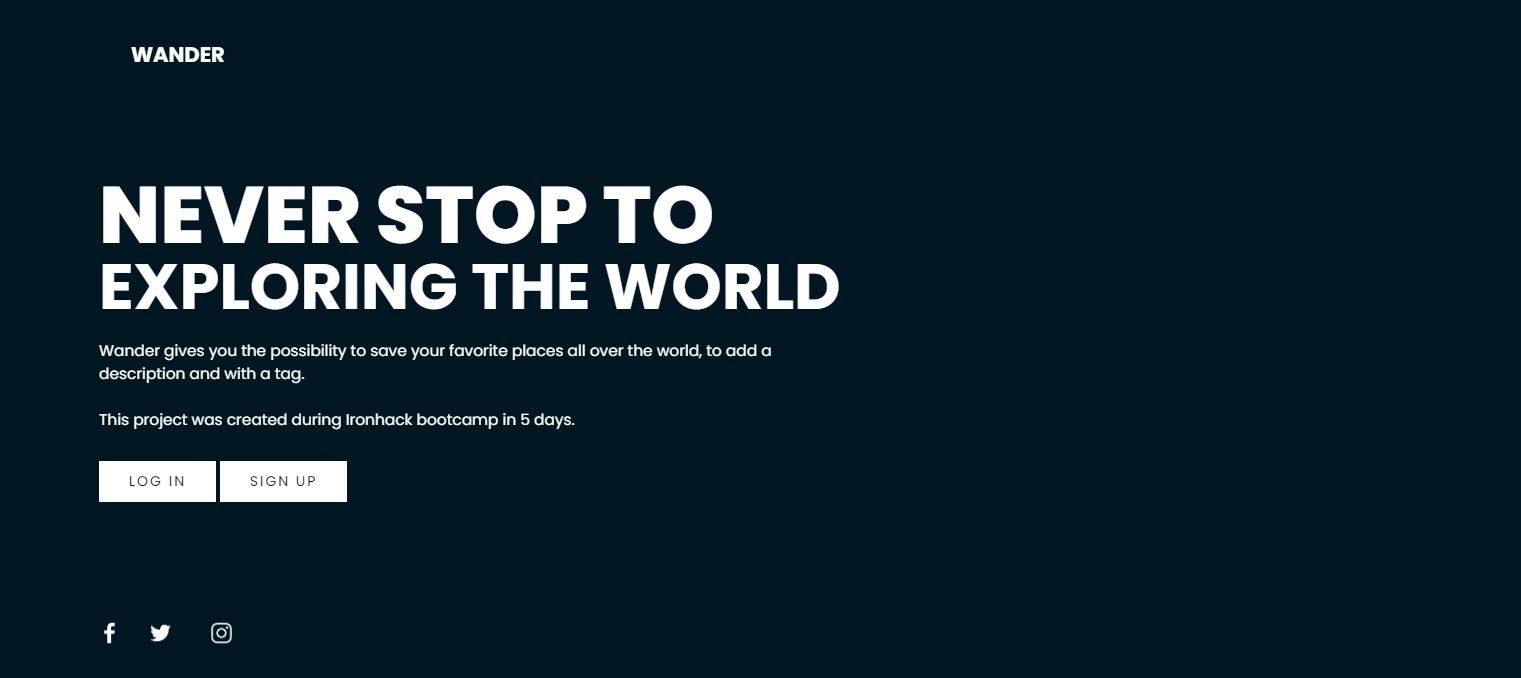 WANDER
NEVER STOP TO
EXPLORING THE WORLD
Wander gives you the possibility to save your favorite places all over the world, to add a
description and with a tag.
This project was created during Ironhack bootcamp in 5 days.
LOG IN SIGN UP